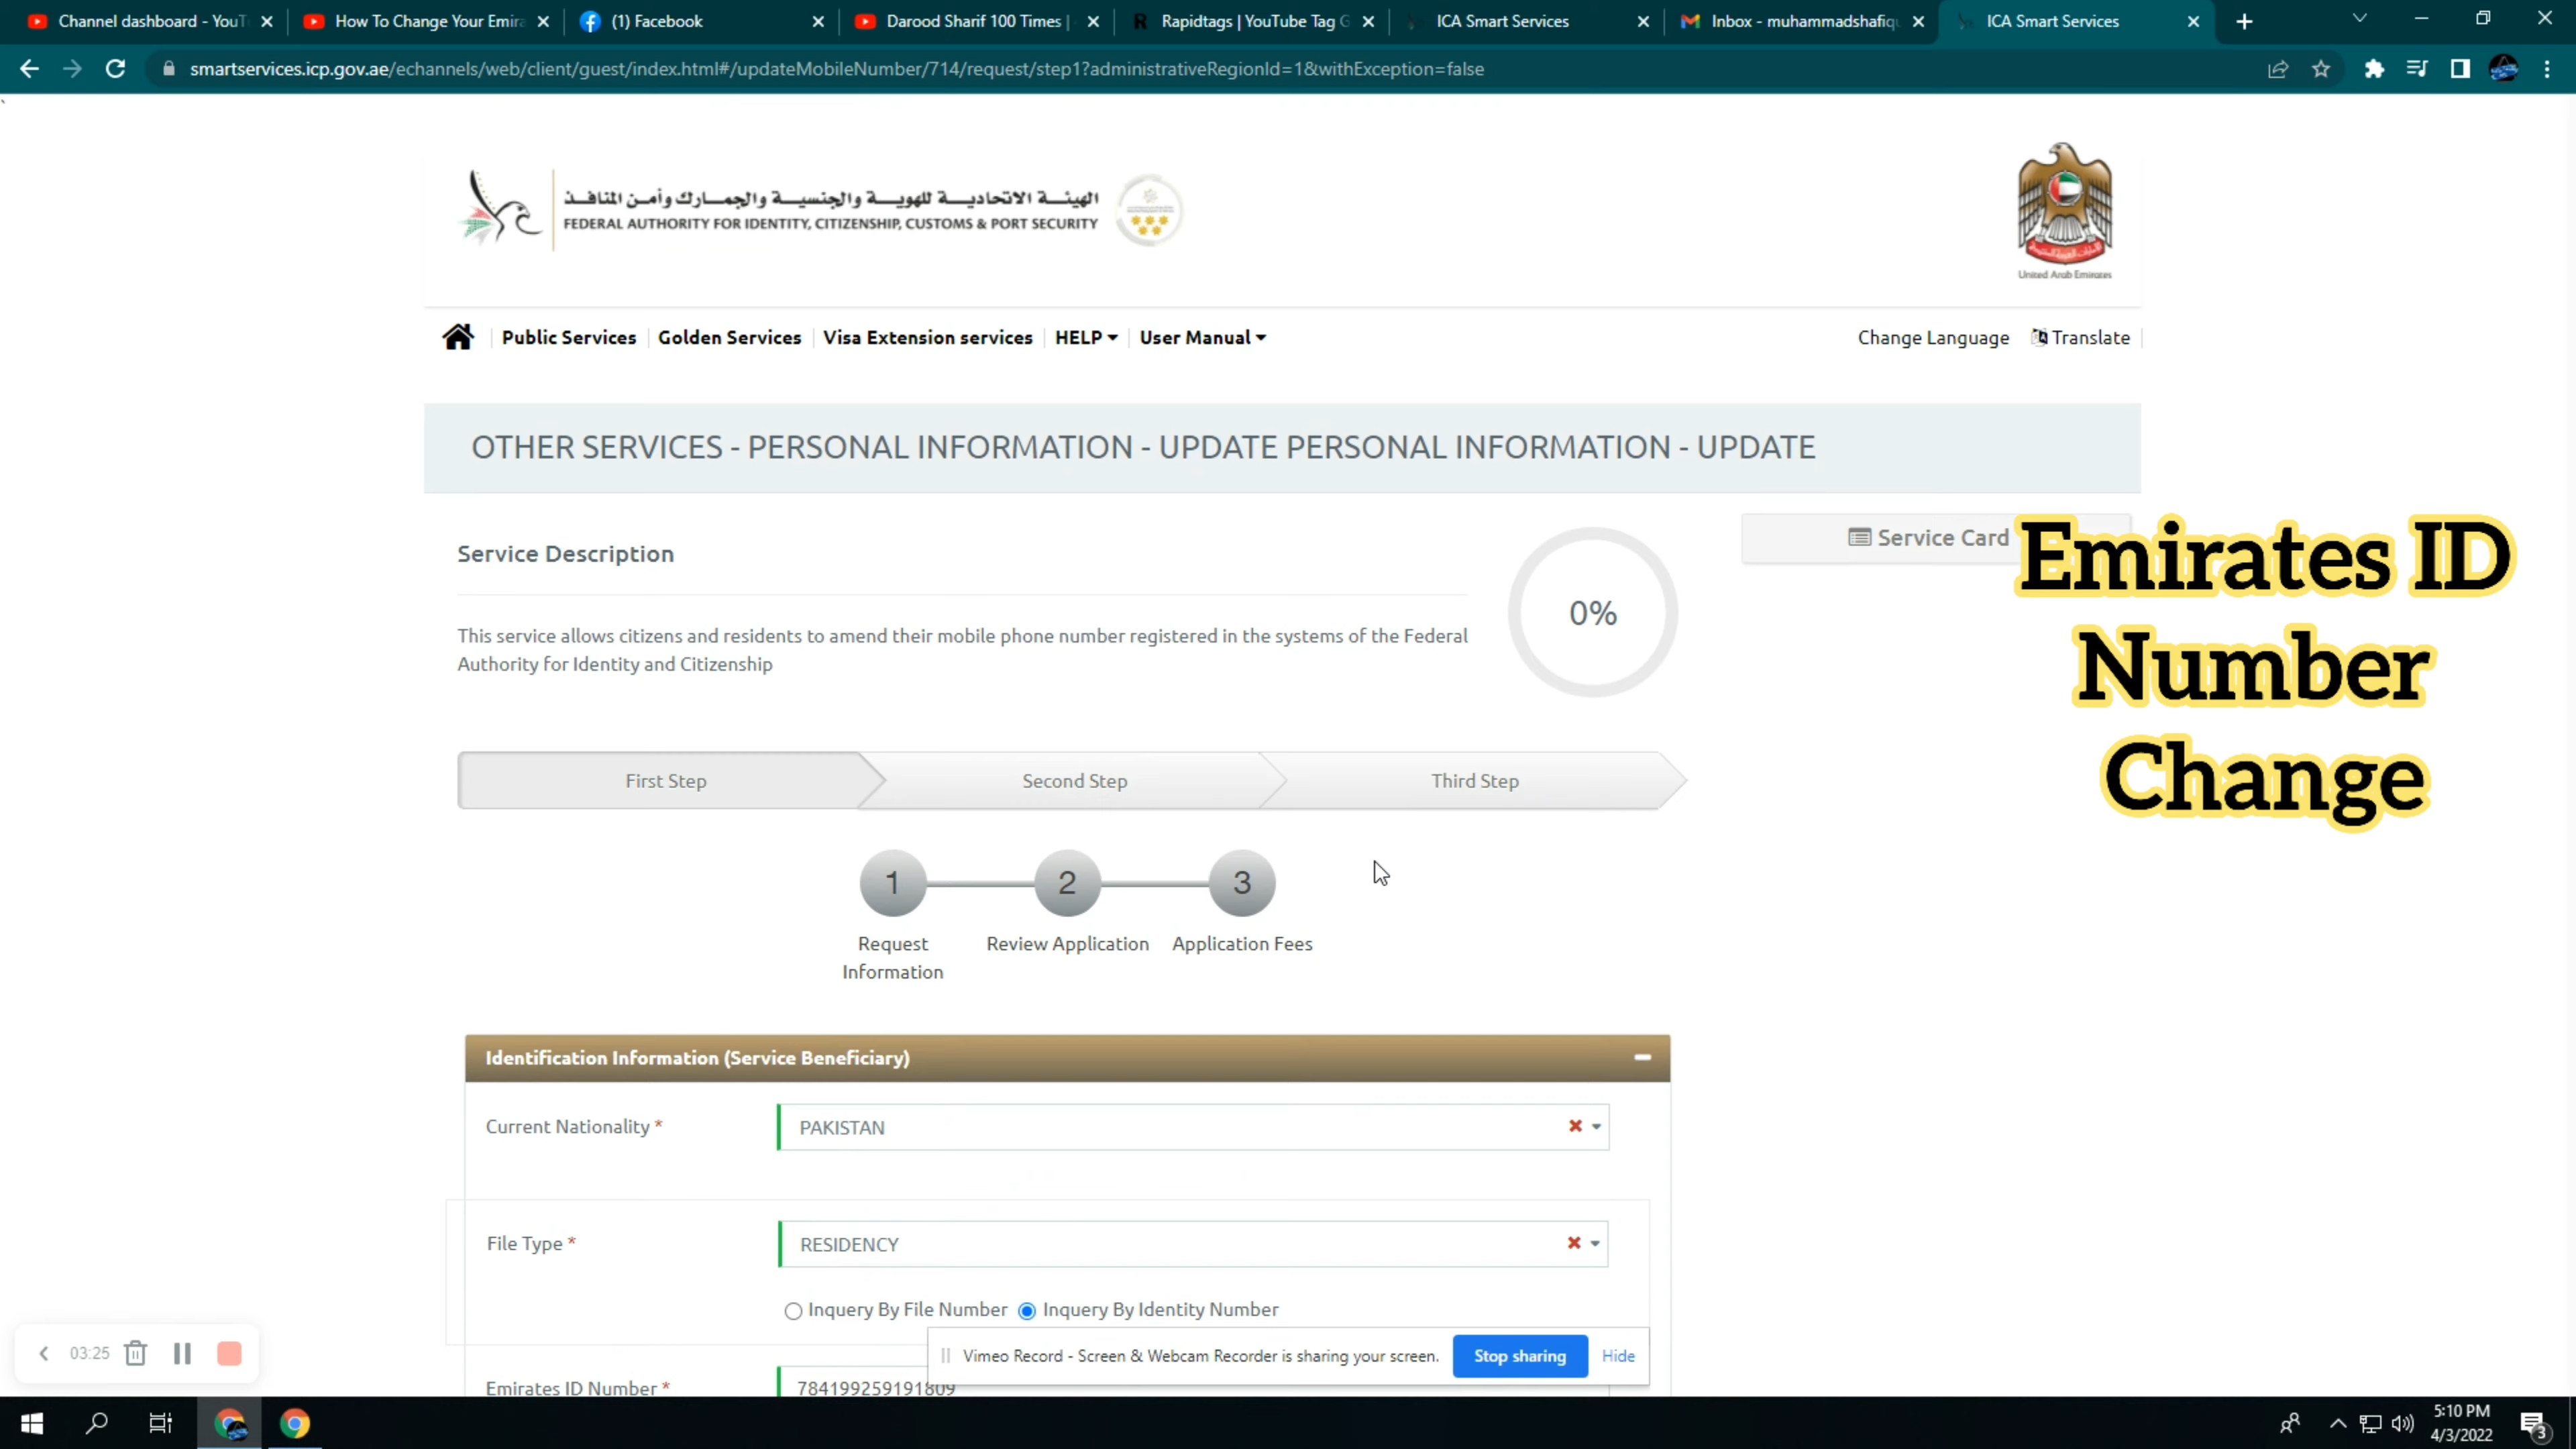 Channel dashboard - YouT
How To Change Your Emira
(1) Facebook
Darood Sharif 100 Times |
Rapidtags | YouTube Tag G
ICA Smart Services
Inbox - muhammadshafiqu
ICA Smart Services
smartservices.icp.gov.ae/echannels/web/client/guest/index.html#/updateMobileNumber/714/request/step1?administrativeRegionId=1&withException=false
الهيئة الاتحادية للهوية والجنسية والجمارك وأمن المنافذ
FEDERAL AUTHORITY FOR IDENTITY, CITIZENSHIP, CUSTOMS & PORT SECURITY
United Arab Emirates
Public Services
Golden Services
Visa Extension services
HELP
User Manual
Change Language
Translate
OTHER SERVICES - PERSONAL INFORMATION - UPDATE PERSONAL INFORMATION - UPDATE
Service Description
0%
Service Card
This service allows citizens and residents to amend their mobile phone number registered in the systems of the Federal
Authority for Identity and Citizenship
Emirates ID
Number
Change
First Step
Second Step
Third Step
1
2
3
Request
Information
Review Application
Application Fees
Identification Information (Service Beneficiary)
Current Nationality *
PAKISTAN
File Type *
RESIDENCY
Inquery By File Number
Inquery By Identity Number
03:25
Vimeo Record - Screen & Webcam Recorder is sharing your screen.
Stop sharing
Hide
Emirates ID Number *
784199259191809
5:10 PM
4/3/2022
3